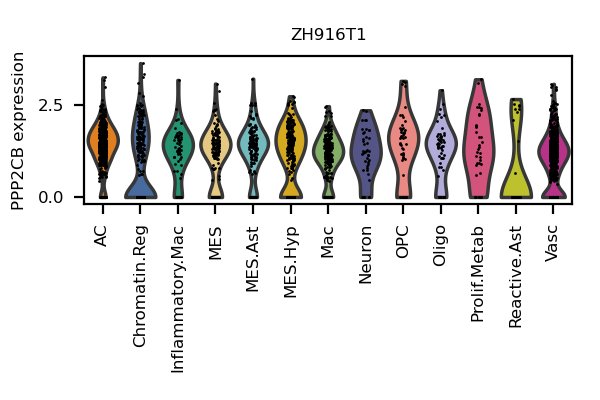 ZH916T1
PPP2CB expression
2.5
0.0
AC
Chromatin.Reg
Inflammatory.Mac
MES
MES.Ast
MES.Hyp
Mac
Neuron
OPC
Oligo
Prolif.Metab
Reactive.Ast
Vasc